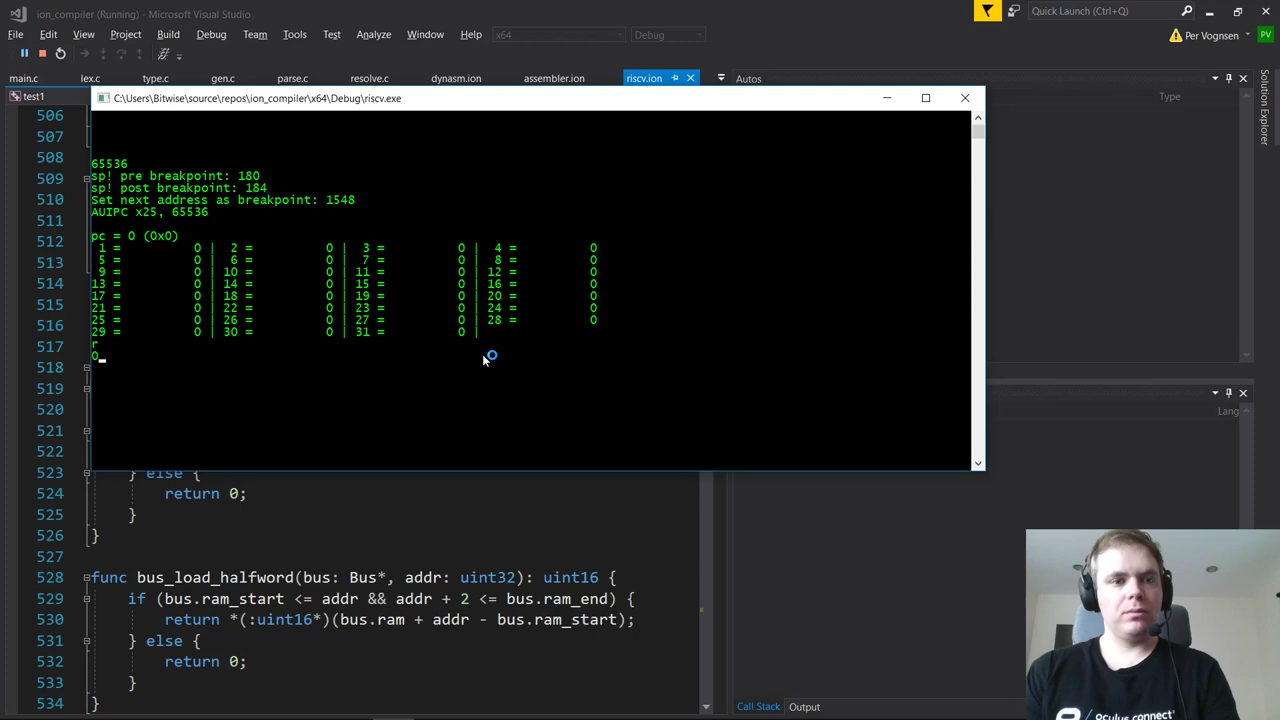 ion_compiler (Running) - Microsoft Visual Studio
Quick Launch (Ctrl+Q)
File Edit View Project Build Debug Team Tools Test Analyze Window Help
x64 Debug
Per Vognsen PV
main.c lex.c type.c gen.c parse.c resolve.c dynasm.ion assembler.ion riscv.ion
Autos
test1
Type
Solution Explorer
C:\Users\Bitwise\source\repos\ion_compiler\x64\Debug\riscv.exe
65536
sp! pre breakpoint: 180
sp! post breakpoint: 184
Set next address as breakpoint: 1548
AUIPC x25, 65536
pc = 0 (0x0)
1 = 0 | 2 = 0 | 3 = 0 | 4 = 0
5 = 0 | 6 = 0 | 7 = 0 | 8 = 0
9 = 0 | 10 = 0 | 11 = 0 | 12 = 0
13 = 0 | 14 = 0 | 15 = 0 | 16 = 0
17 = 0 | 18 = 0 | 19 = 0 | 20 = 0
21 = 0 | 22 = 0 | 23 = 0 | 24 = 0
25 = 0 | 26 = 0 | 27 = 0 | 28 = 0
29 = 0 | 30 = 0 | 31 = 0 |
r
0
Lang
506
507
508
509
510
511
512
513
514
515
516
517
518
519
520
521
522
523 } else {
524 return 0;
525 }
526 }
527
528 func bus_load_halfword(bus: Bus*, addr: uint32): uint16 {
529 if (bus.ram_start <= addr && addr + 2 <= bus.ram_end) {
530 return *(:uint16*)(bus.ram + addr - bus.ram_start);
531 } else {
532 return 0;
533 }
534 }
Call Stack Output
oculus connect